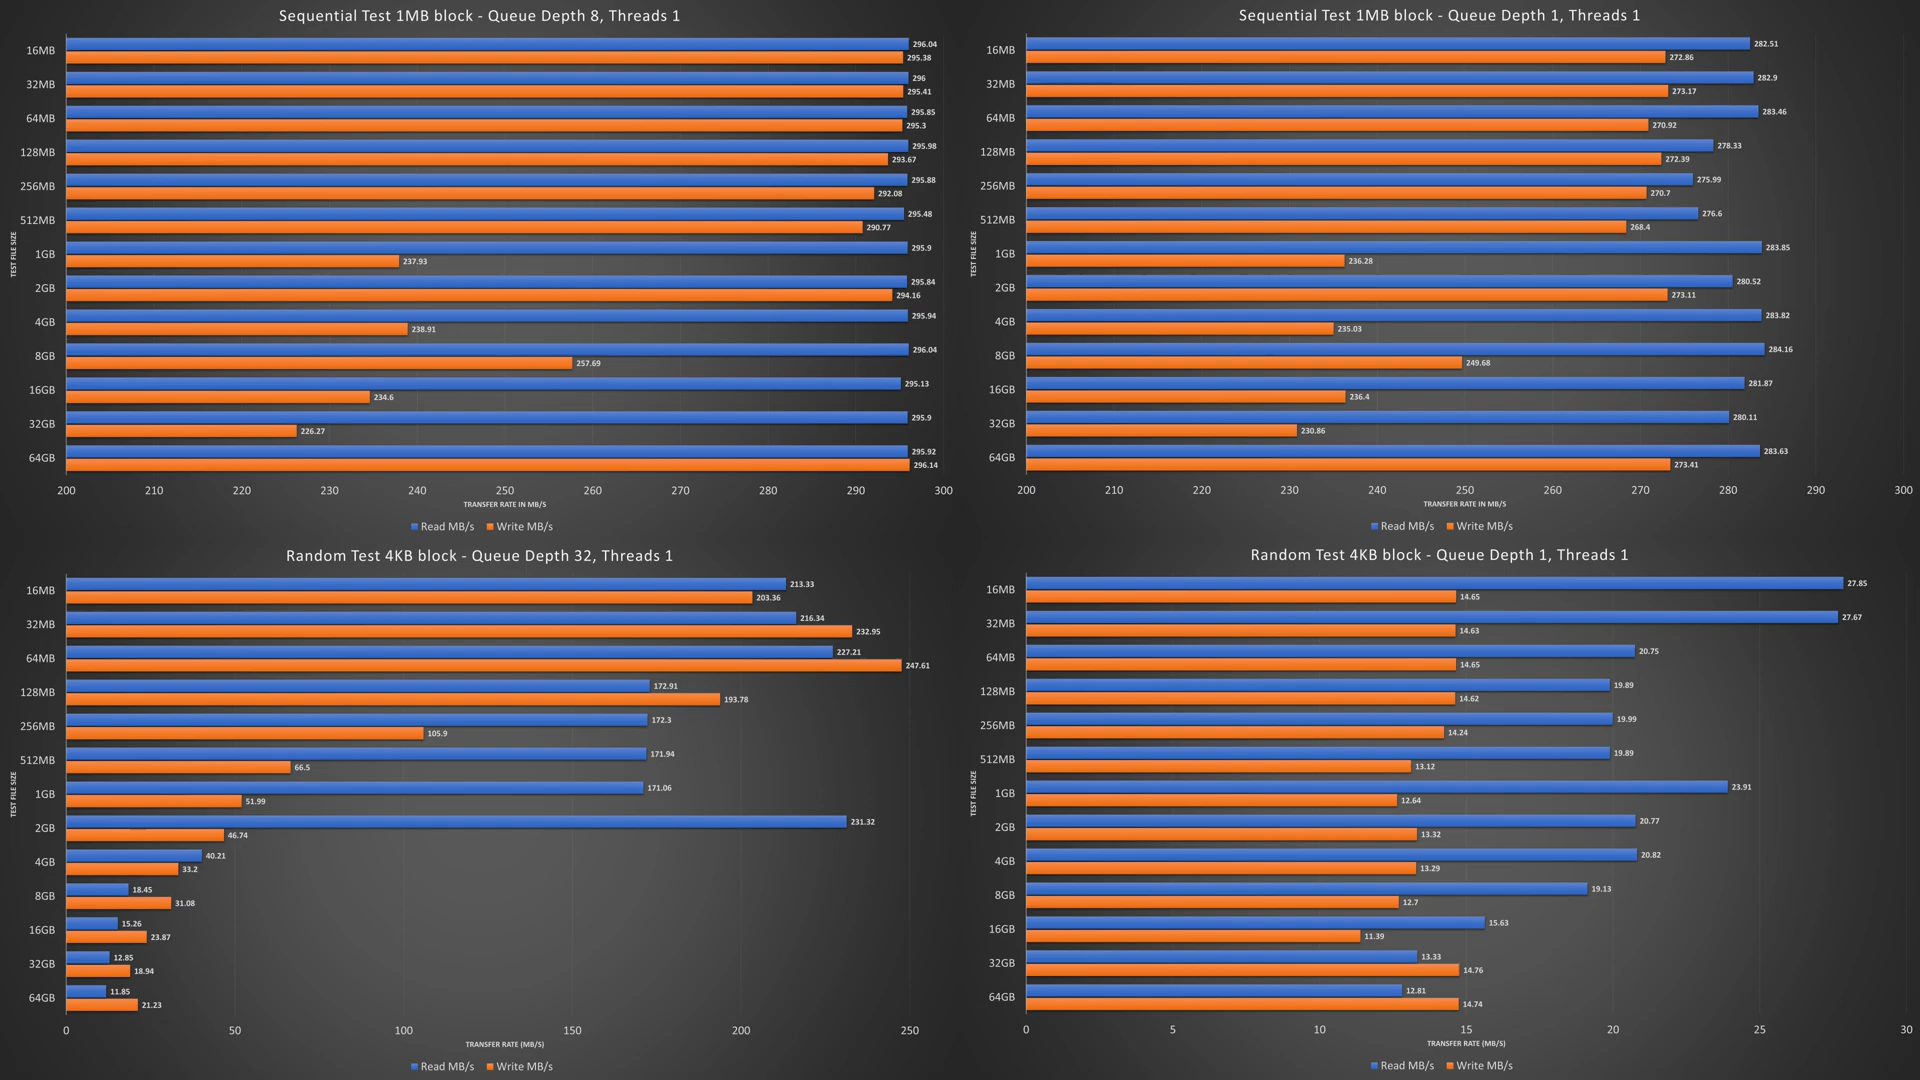 Sequential Test 1MB block - Queue Depth 8, Threads 1
TEST FILE SIZE
16MB 296.04 295.38
32MB 296 295.41
64MB 295.85 295.3
128MB 295.98 293.67
256MB 295.88 292.08
512MB 295.48 290.77
1GB 295.9 237.93
2GB 295.84 294.16
4GB 295.94 238.91
8GB 296.04 257.69
16GB 295.13 234.6
32GB 295.9 226.27
64GB 295.92 296.14
200 210 220 230 240 250 260 270 280 290 300
TRANSFER RATE IN MB/S
Read MB/s Write MB/s
Sequential Test 1MB block - Queue Depth 1, Threads 1
TEST FILE SIZE
16MB 282.51 272.86
32MB 282.9 273.17
64MB 283.46 270.92
128MB 278.33 272.39
256MB 275.99 270.7
512MB 276.6 268.4
1GB 283.85 236.28
2GB 280.52 273.11
4GB 283.82 235.03
8GB 284.16 249.68
16GB 281.87 236.4
32GB 280.11 230.86
64GB 283.63 273.41
200 210 220 230 240 250 260 270 280 290 300
TRANSFER RATE IN MB/S
Read MB/s Write MB/s
Random Test 4KB block - Queue Depth 32, Threads 1
TEST FILE SIZE
16MB 213.33 203.36
32MB 216.34 232.95
64MB 227.21 247.61
128MB 172.91 193.78
256MB 172.3 105.9
512MB 171.94 66.5
1GB 171.06 51.99
2GB 231.32 46.74
4GB 40.21 33.2
8GB 18.45 31.08
16GB 15.26 23.87
32GB 12.85 18.94
64GB 11.85 21.23
0 50 100 150 200 250
TRANSFER RATE (MB/S)
Read MB/s Write MB/s
Random Test 4KB block - Queue Depth 1, Threads 1
TEST FILE SIZE
16MB 27.85 14.65
32MB 27.67 14.63
64MB 20.75 14.65
128MB 19.89 14.62
256MB 19.99 14.24
512MB 19.89 13.12
1GB 23.91 12.64
2GB 20.77 13.32
4GB 20.82 13.29
8GB 19.13 12.7
16GB 15.63 11.39
32GB 13.33 14.76
64GB 12.81 14.74
0 5 10 15 20 25 30
TRANSFER RATE (MB/S)
Read MB/s Write MB/s